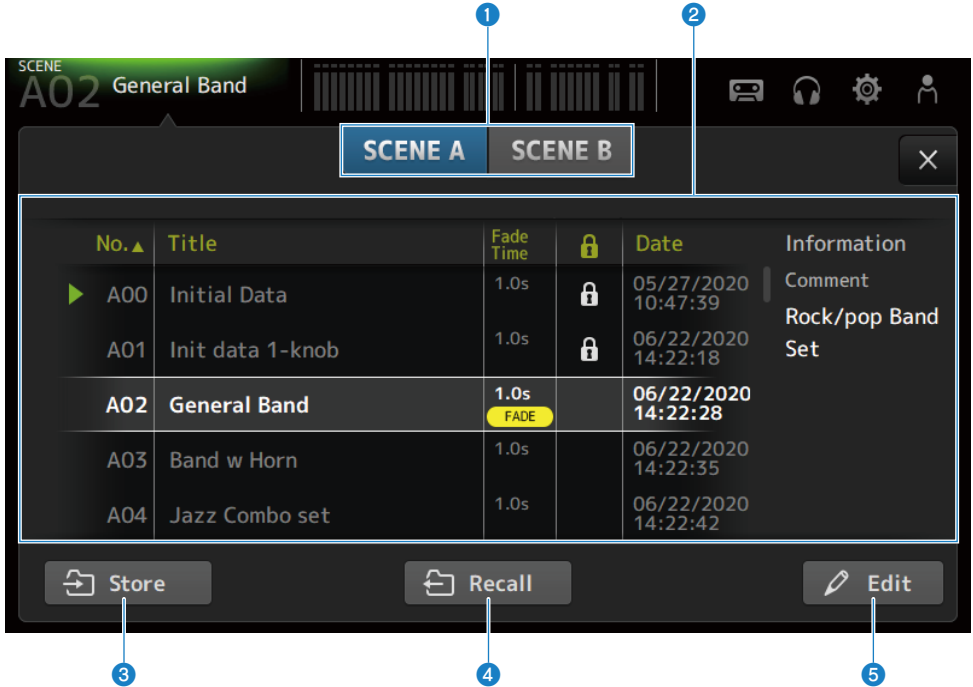 1 2
SCENE
A02 General Band
SCENE A SCENE B
No.▲ Title Fade Time Date Information
A00 Initial Data 1.0s 05/27/2020 10:47:39
Comment
Rock/pop Band
Set
A01 Init data 1-knob 1.0s 06/22/2020 14:22:18
A02 General Band 1.0s FADE 06/22/2020 14:22:28
A03 Band w Horn 1.0s 06/22/2020 14:22:35
A04 Jazz Combo set 1.0s 06/22/2020 14:22:42
Store Recall Edit
3 4 5